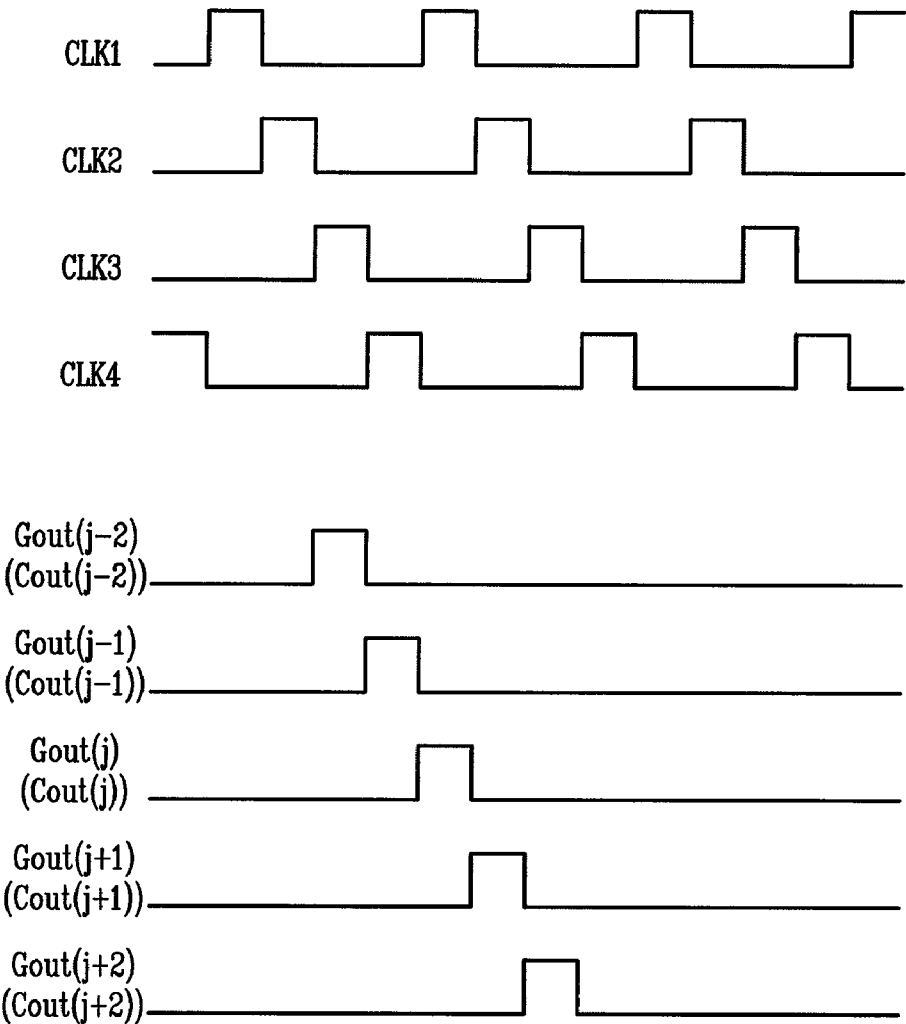 CLK1
CLK2
CLK3
CLK4
Gout(j-2)
(Cout(j-2))
Gout(j-1)
(Cout(j-1))
Gout(j)
(Cout(j))
Gout(j+1)
(Cout(j+1))
Gout(j+2)
(Cout(j+2))